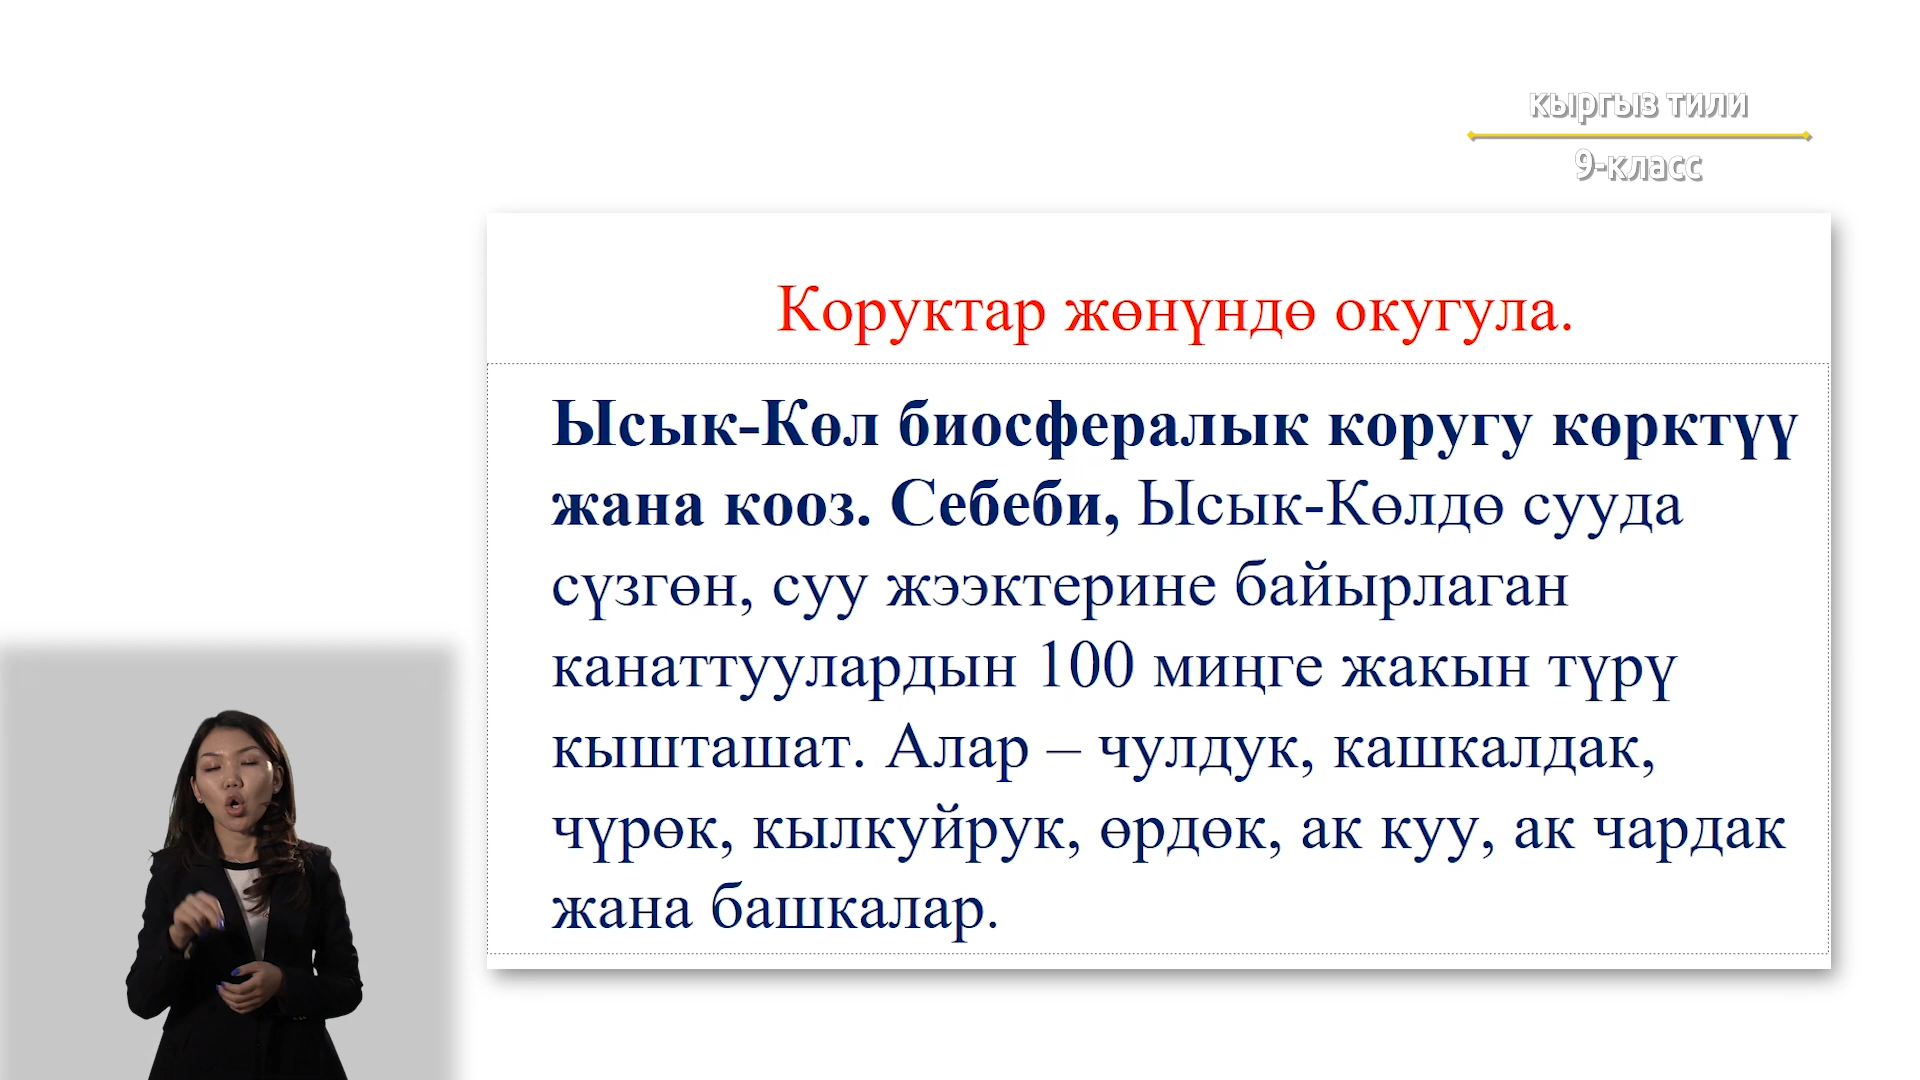 кыргыз тили
9-класс
Коруктар жөнүндө окугула.
Ысык-Көл биосфералык коругу көрктүү
жана кооз. Себеби, Ысык-Көлдө сууда
сүзгөн, суу жээктерине байырлаган
канаттуулардын 100 миңге жакын түрү
кышташат. Алар – чулдук, кашкалдак,
чүрөк, кылкуйрук, өрдөк, ак куу, ак чардак
жана башкалар.